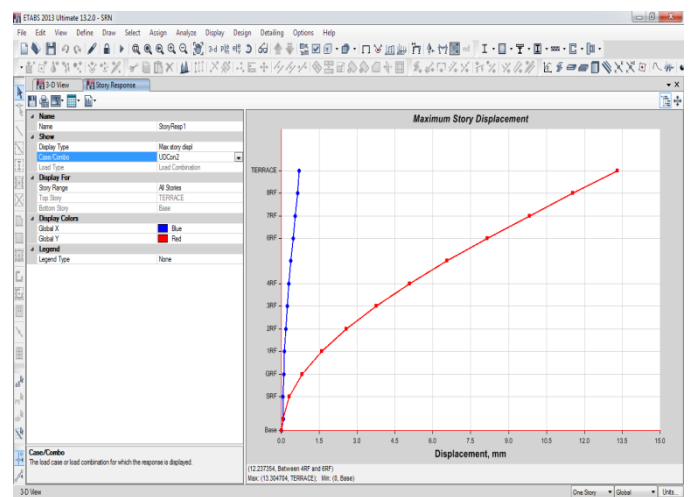 ETABS 2013 Ultimate 13.2.0 - SRN
File Edit View Define Draw Select Assign Analyze Display Design Detailing Options Help
3-D View Story Response
Name
Name StoryResp1
Show
Display Type Max story displ
Case/Combo UDCon2
Load Type Load Combination
Display For
Story Range All Stories
Top Story TERRACE
Bottom Story Base
Display Colors
Global X Blue
Global Y Red
Legend
Legend Type None
Case/Combo
The load case or load combination for which the response is displayed.
Maximum Story Displacement
TERRACE
8RF
7RF
6RF
4RF
3RF
2RF
1RF
GRF
SRF
Base
0.0 1.5 3.0 4.5 6.0 7.5 9.0 10.5 12.0 13.5 15.0
Displacement, mm
(12.237354, Between 4RF and 6RF)
Max: (13.304704, TERRACE); Min: (0, Base)
3-D View One Story Global Units...